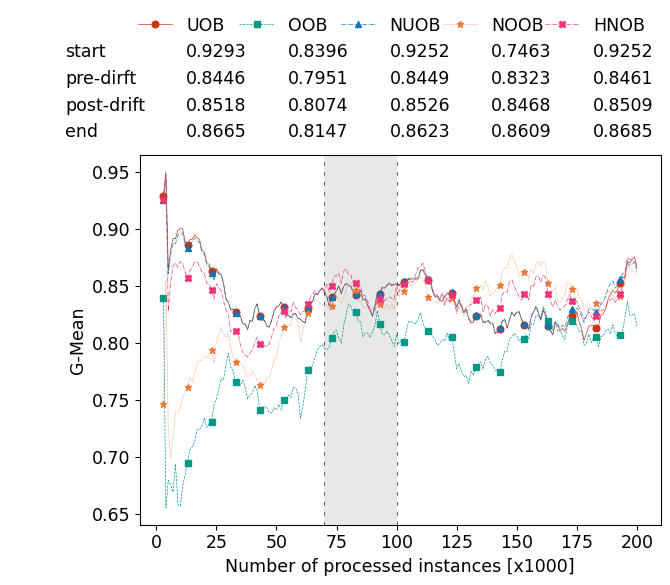 UOB OOB NUOB NOOB HNOB
start 0.9293 0.8396 0.9252 0.7463 0.9252
pre-dirft 0.8446 0.7951 0.8449 0.8323 0.8461
post-drift 0.8518 0.8074 0.8526 0.8468 0.8509
end 0.8665 0.8147 0.8623 0.8609 0.8685
0.95
0.90
0.85
0.80
0.75
0.70
0.65
G-Mean
0 25 50 75 100 125 150 175 200
Number of processed instances [x1000]